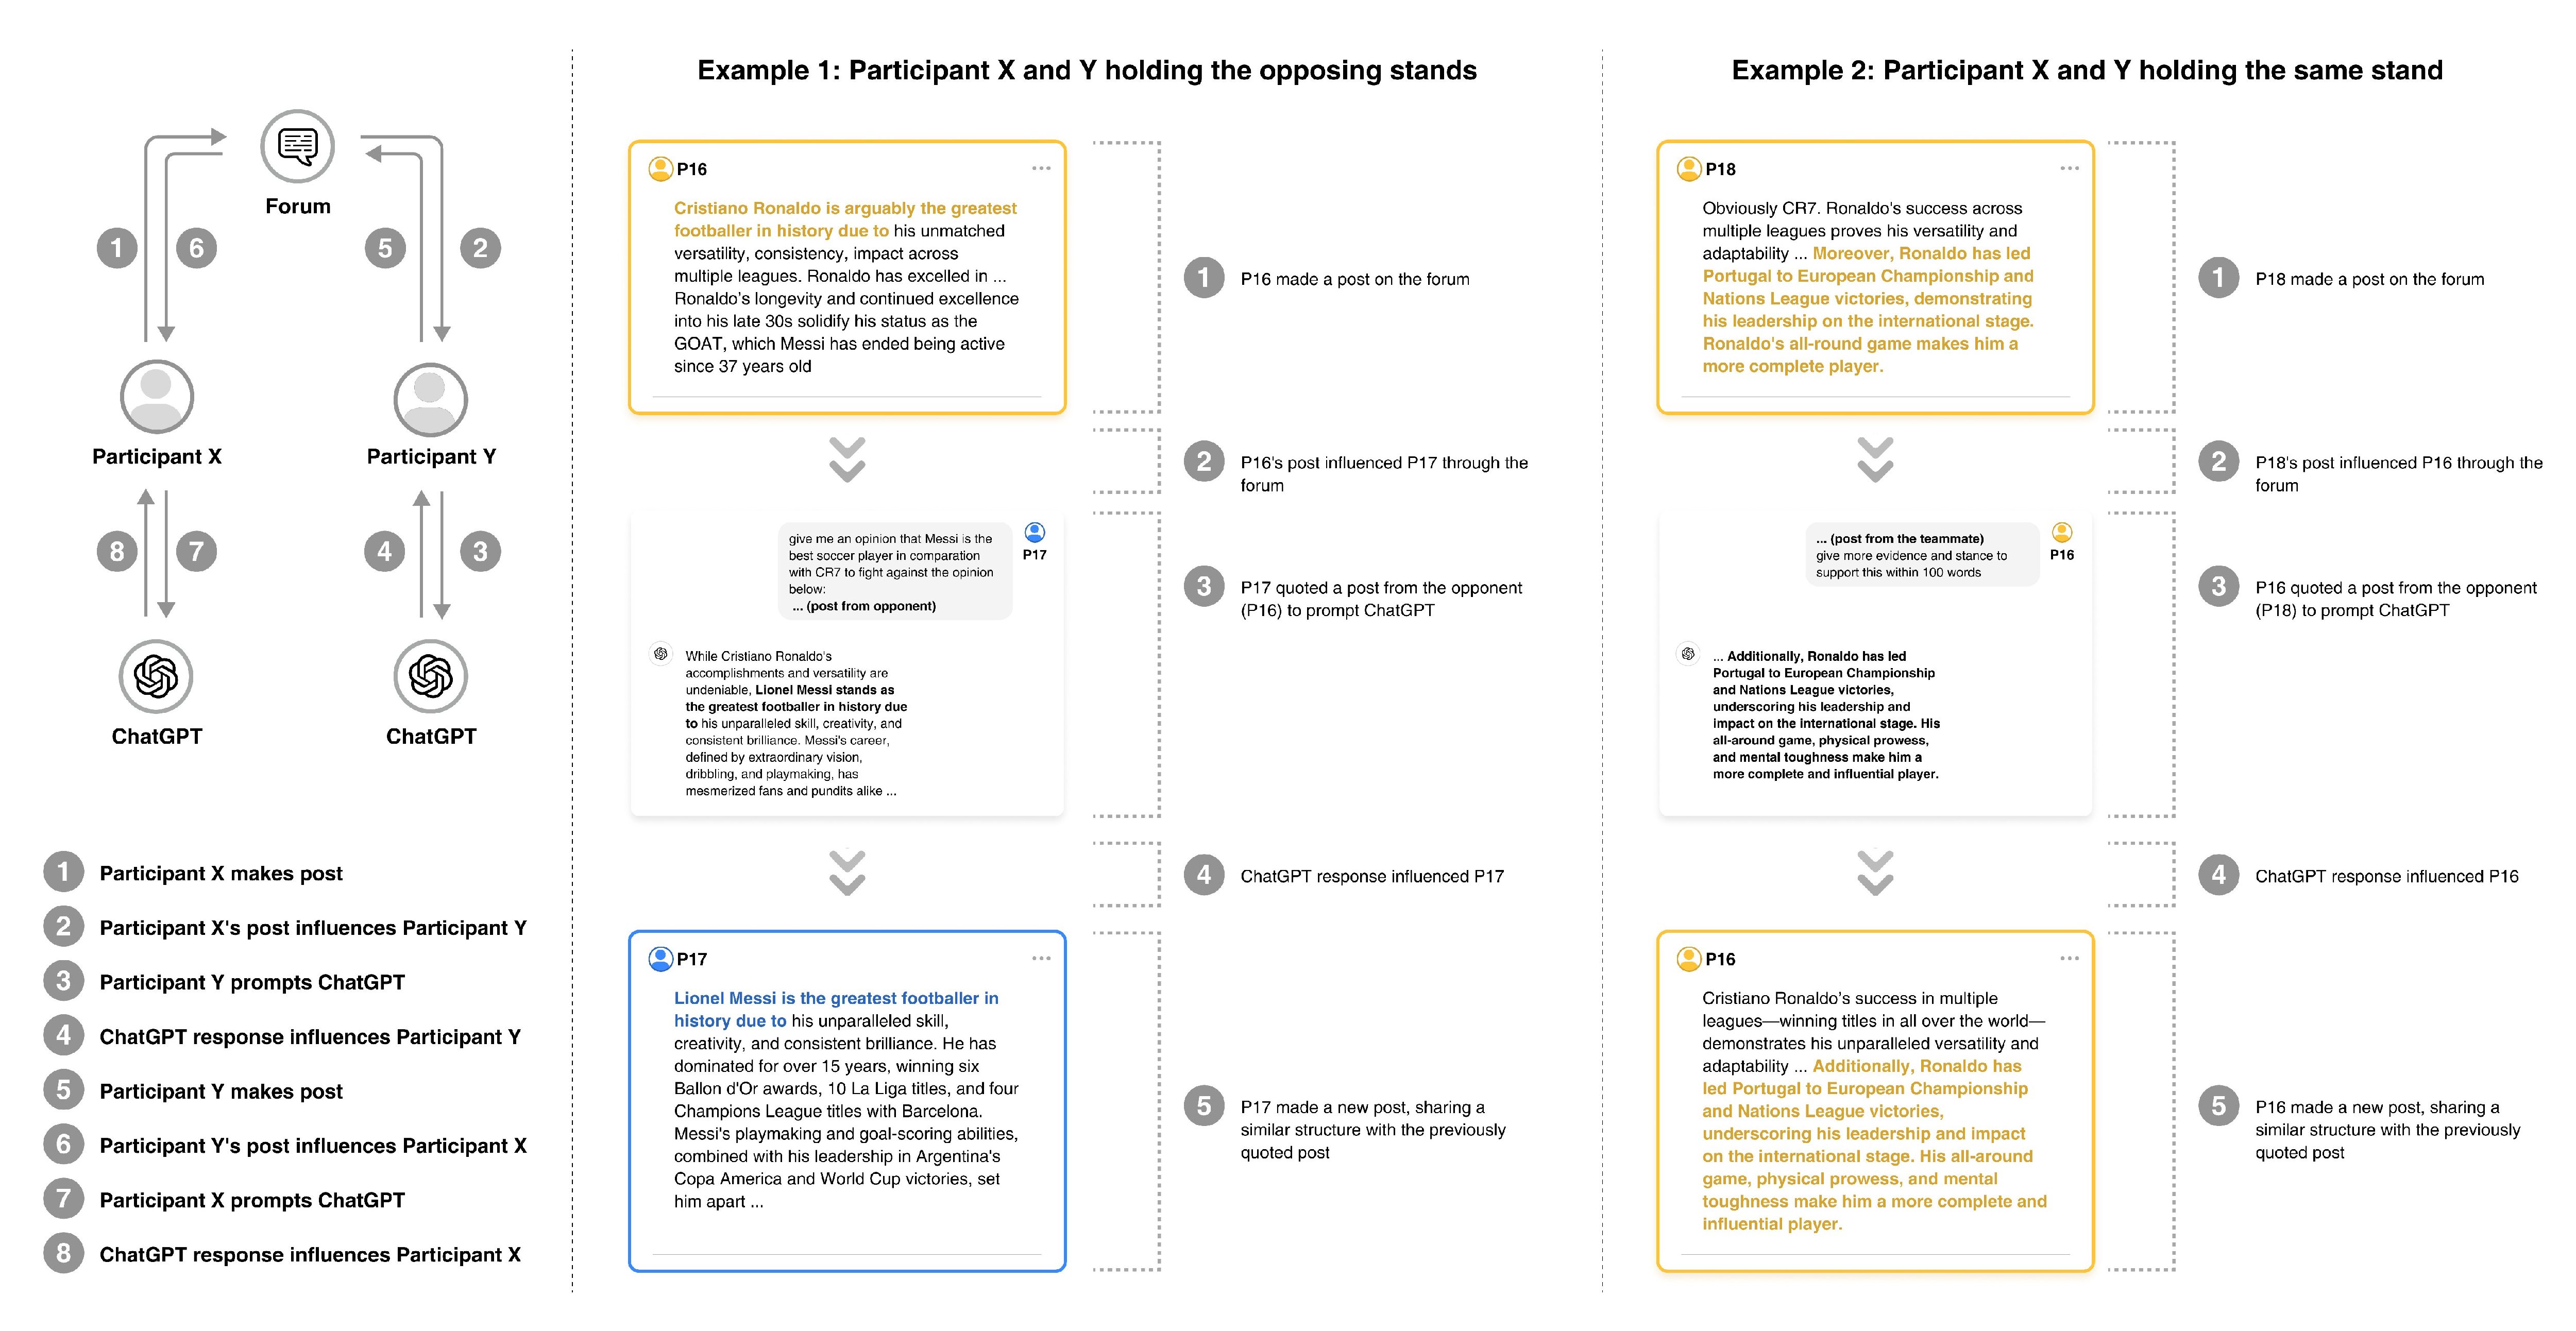 Forum
1
6
5
2
Participant X
Participant Y
8
7
4
3
ChatGPT
ChatGPT
1 Participant X makes post
2 Participant X's post influences Participant Y
3 Participant Y prompts ChatGPT
4 ChatGPT response influences Participant Y
5 Participant Y makes post
6 Participant Y's post influences Participant X
7 Participant X prompts ChatGPT
8 ChatGPT response influences Participant X
Example 1: Participant X and Y holding the opposing stands
P16
Cristiano Ronaldo is arguably the greatest
footballer in history due to his unmatched
versatility, consistency, impact across
multiple leagues. Ronaldo has excelled in ...
Ronaldo's longevity and continued excellence
into his late 30s solidify his status as the
GOAT, which Messi has ended being active
since 37 years old
1 P16 made a post on the forum
2 P16's post influenced P17 through the
forum
give me an opinion that Messi is the
best soccer player in comparation
with CR7 to fight against the opinion
below:
... (post from opponent)
P17
While Cristiano Ronaldo's
accomplishments and versatility are
undeniable, Lionel Messi stands as
the greatest footballer in history due
to his unparalleled skill, creativity, and
consistent brilliance. Messi's career,
defined by extraordinary vision,
dribbling, and playmaking, has
mesmerized fans and pundits alike ...
3 P17 quoted a post from the opponent
(P16) to prompt ChatGPT
4 ChatGPT response influenced P17
P17
Lionel Messi is the greatest footballer in
history due to his unparalleled skill,
creativity, and consistent brilliance. He has
dominated for over 15 years, winning six
Ballon d'Or awards, 10 La Liga titles, and four
Champions League titles with Barcelona.
Messi's playmaking and goal-scoring abilities,
combined with his leadership in Argentina's
Copa America and World Cup victories, set
him apart ...
5 P17 made a new post, sharing a
similar structure with the previously
quoted post
Example 2: Participant X and Y holding the same stand
P18
Obviously CR7. Ronaldo's success across
multiple leagues proves his versatility and
adaptability ... Moreover, Ronaldo has led
Portugal to European Championship and
Nations League victories, demonstrating
his leadership on the international stage.
Ronaldo's all-round game makes him a
more complete player.
1 P18 made a post on the forum
2 P18's post influenced P16 through the
forum
... (post from the teammate)
give more evidence and stance to
support this within 100 words
P16
... Additionally, Ronaldo has led
Portugal to European Championship
and Nations League victories,
underscoring his leadership and
impact on the international stage. His
all-around game, physical prowess,
and mental toughness make him a
more complete and influential player.
3 P16 quoted a post from the opponent
(P18) to prompt ChatGPT
4 ChatGPT response influenced P16
P16
Cristiano Ronaldo's success in multiple
leagues—winning titles in all over the world—
demonstrates his unparalleled versatility and
adaptability ... Additionally, Ronaldo has
led Portugal to European Championship
and Nations League victories,
underscoring his leadership and impact
on the international stage. His all-around
game, physical prowess, and mental
toughness make him a more complete and
influential player.
5 P16 made a new post, sharing a
similar structure with the previously
quoted post